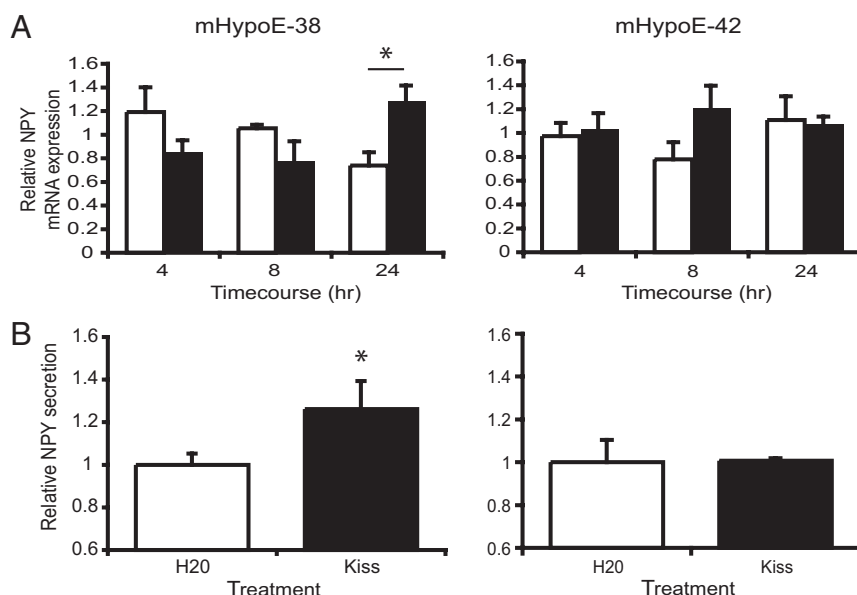 A
mHypoE-38
mHypoE-42
Relative NPY
mRNA expression
1.6
1.4
1.2
1
0.8
0.6
0.4
0.2
0
*
4
8
24
Timecourse (hr)
1.6
1.4
1.2
1
0.8
0.6
0.4
0.2
0
4
8
24
Timecourse (hr)
B
Relative NPY secretion
1.6
1.4
1.2
1
0.8
0.6
*
H20
Kiss
Treatment
1.6
1.4
1.2
1
0.8
0.6
H20
Kiss
Treatment